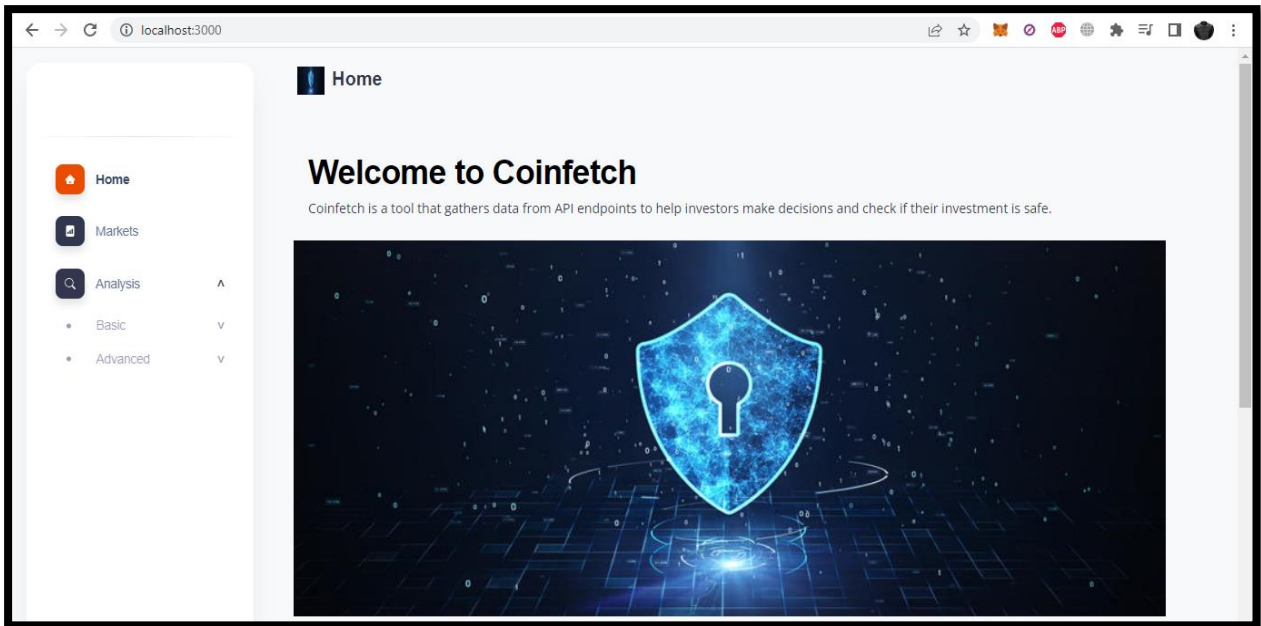 localhost:3000
ABP
Home
Welcome to Coinfetch
Coinfetch is a tool that gathers data from API endpoints to help investors make decisions and check if their investment is safe.
Home
Markets
Analysis
Basic
Advanced